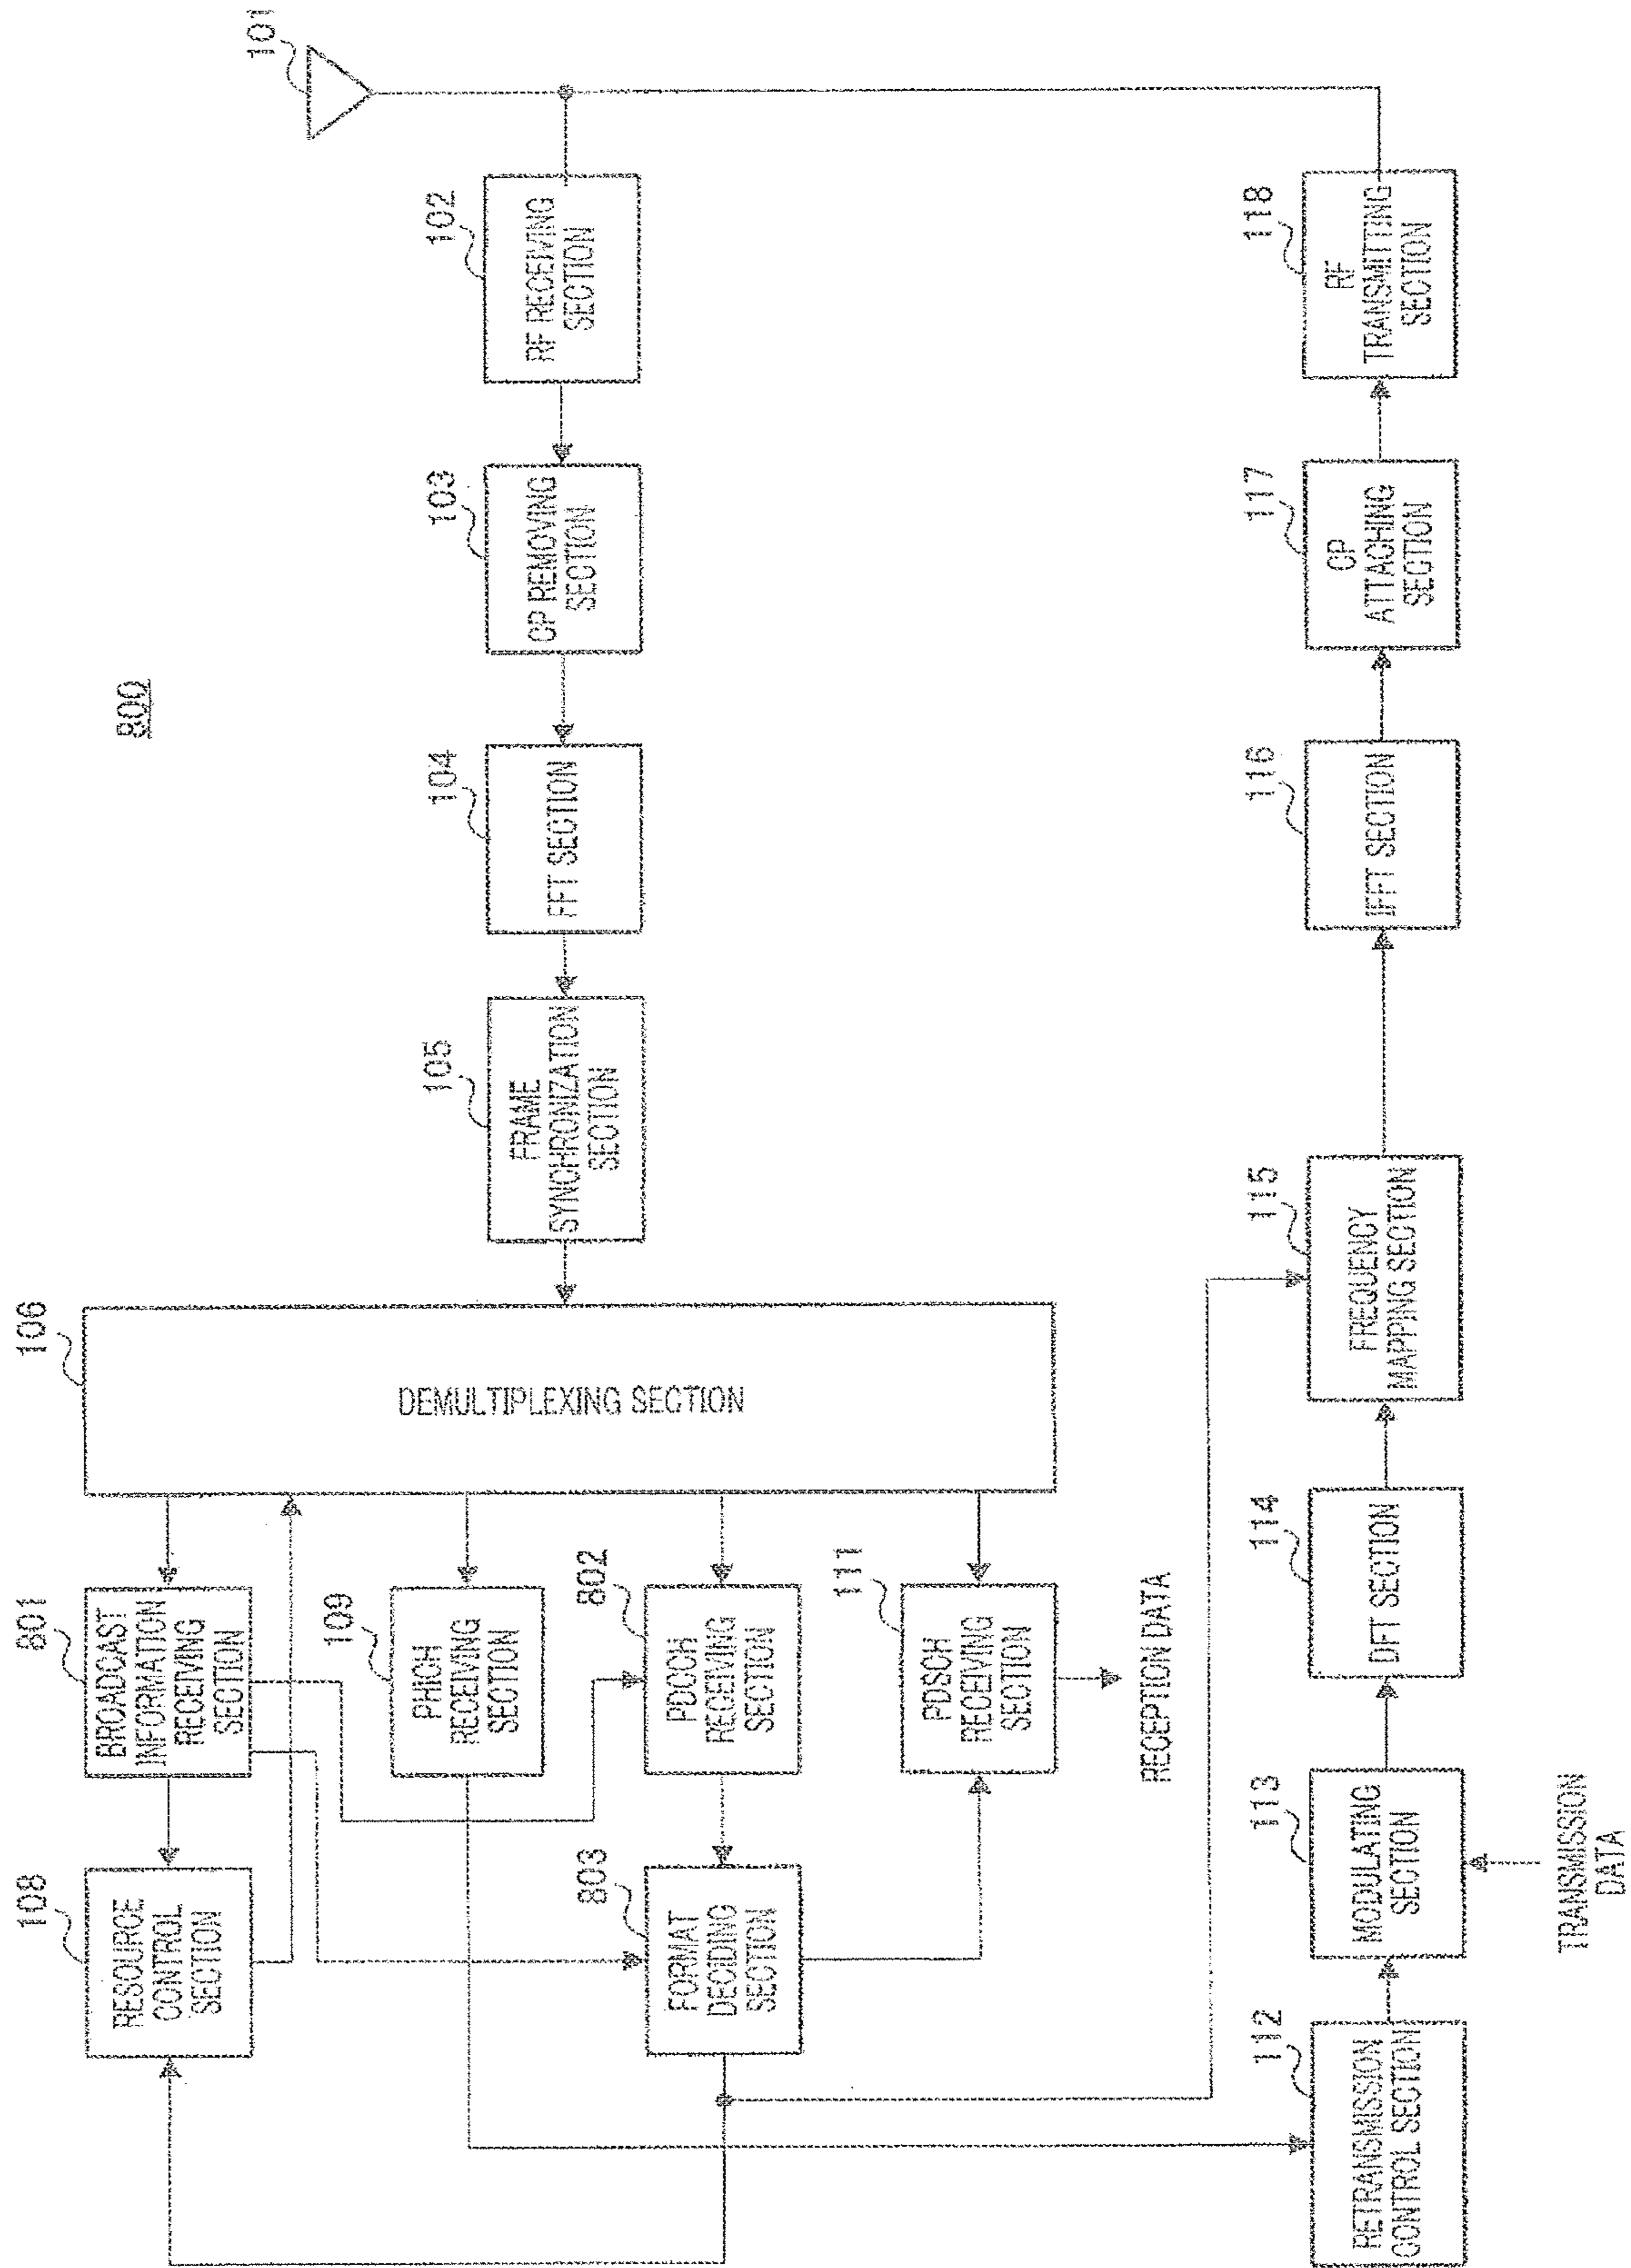 800
101
102
RF RECEIVING
SECTION
103
CP REMOVING
SECTION
104
FFT SECTION
105
FRAME
SYNCHRONIZATION
SECTION
106
DEMULTIPLEXING SECTION
801
BROADCAST
INFORMATION
RECEIVING
SECTION
108
RESOURCE
CONTROL
SECTION
109
PHICH
RECEIVING
SECTION
802
PDCCH
RECEIVING
SECTION
803
FORMAT
DECIDING
SECTION
111
PDSCH
RECEIVING
SECTION
RECEPTION DATA
112
RETRANSMISSION
CONTROL SECTION
113
MODULATING
SECTION
TRANSMISSION
DATA
114
DFT SECTION
115
FREQUENCY
MAPPING SECTION
116
IFFT SECTION
117
CP
ATTACHING
SECTION
118
RF
TRANSMITTING
SECTION